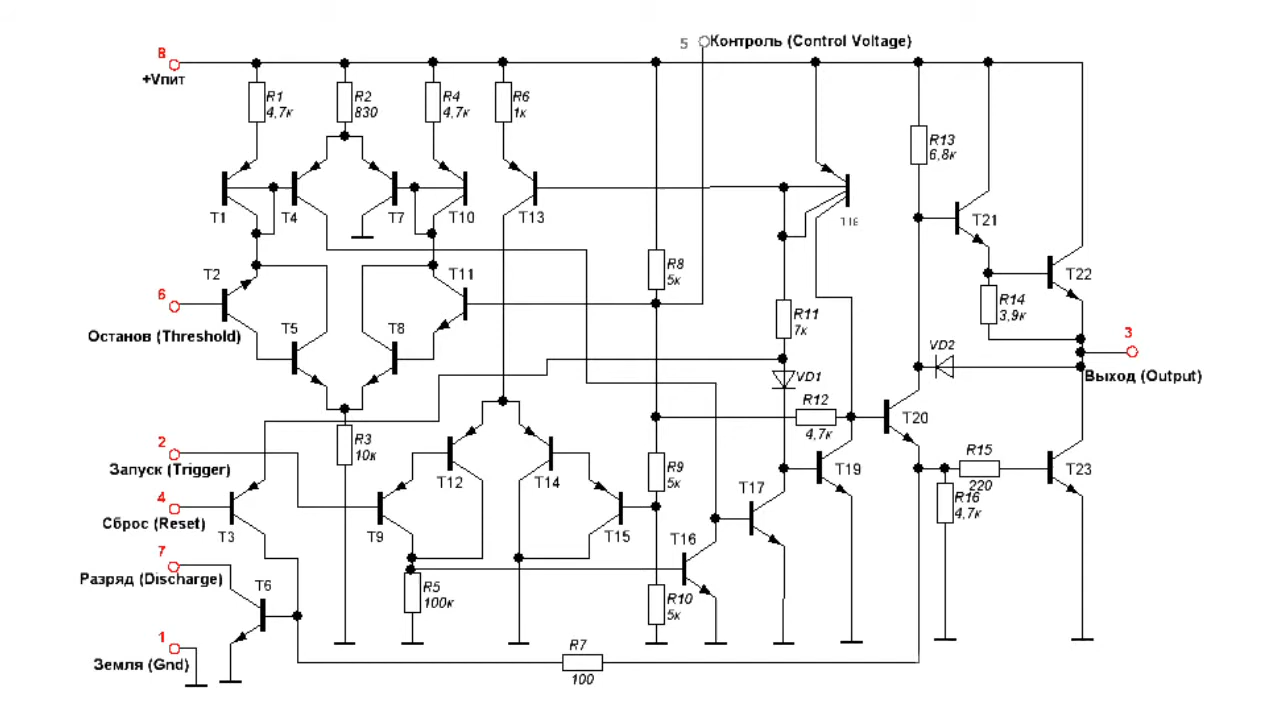 5 Контроль (Control Voltage)
8
+Vпит
R1
4,7к
R2
830
R4
4,7к
R6
1к
R13
6,8к
T1
T4
T7
T10
T13
T18
T21
T2
T11
R8
5к
T22
6
R14
3,9к
R11
7к
Останов (Threshold)
T5
T8
3
VD2
VD1
Выход (Output)
R12
4,7к
T20
2
R3
10к
R15
220
Запуск (Trigger)
T12
T14
R9
5к
T19
T23
4
T17
R16
4,7к
Сброс (Reset)
T3
T9
T15
T16
7
Разряд (Discharge)
T6
R5
100к
R10
5к
1
Земля (Gnd)
R7
100